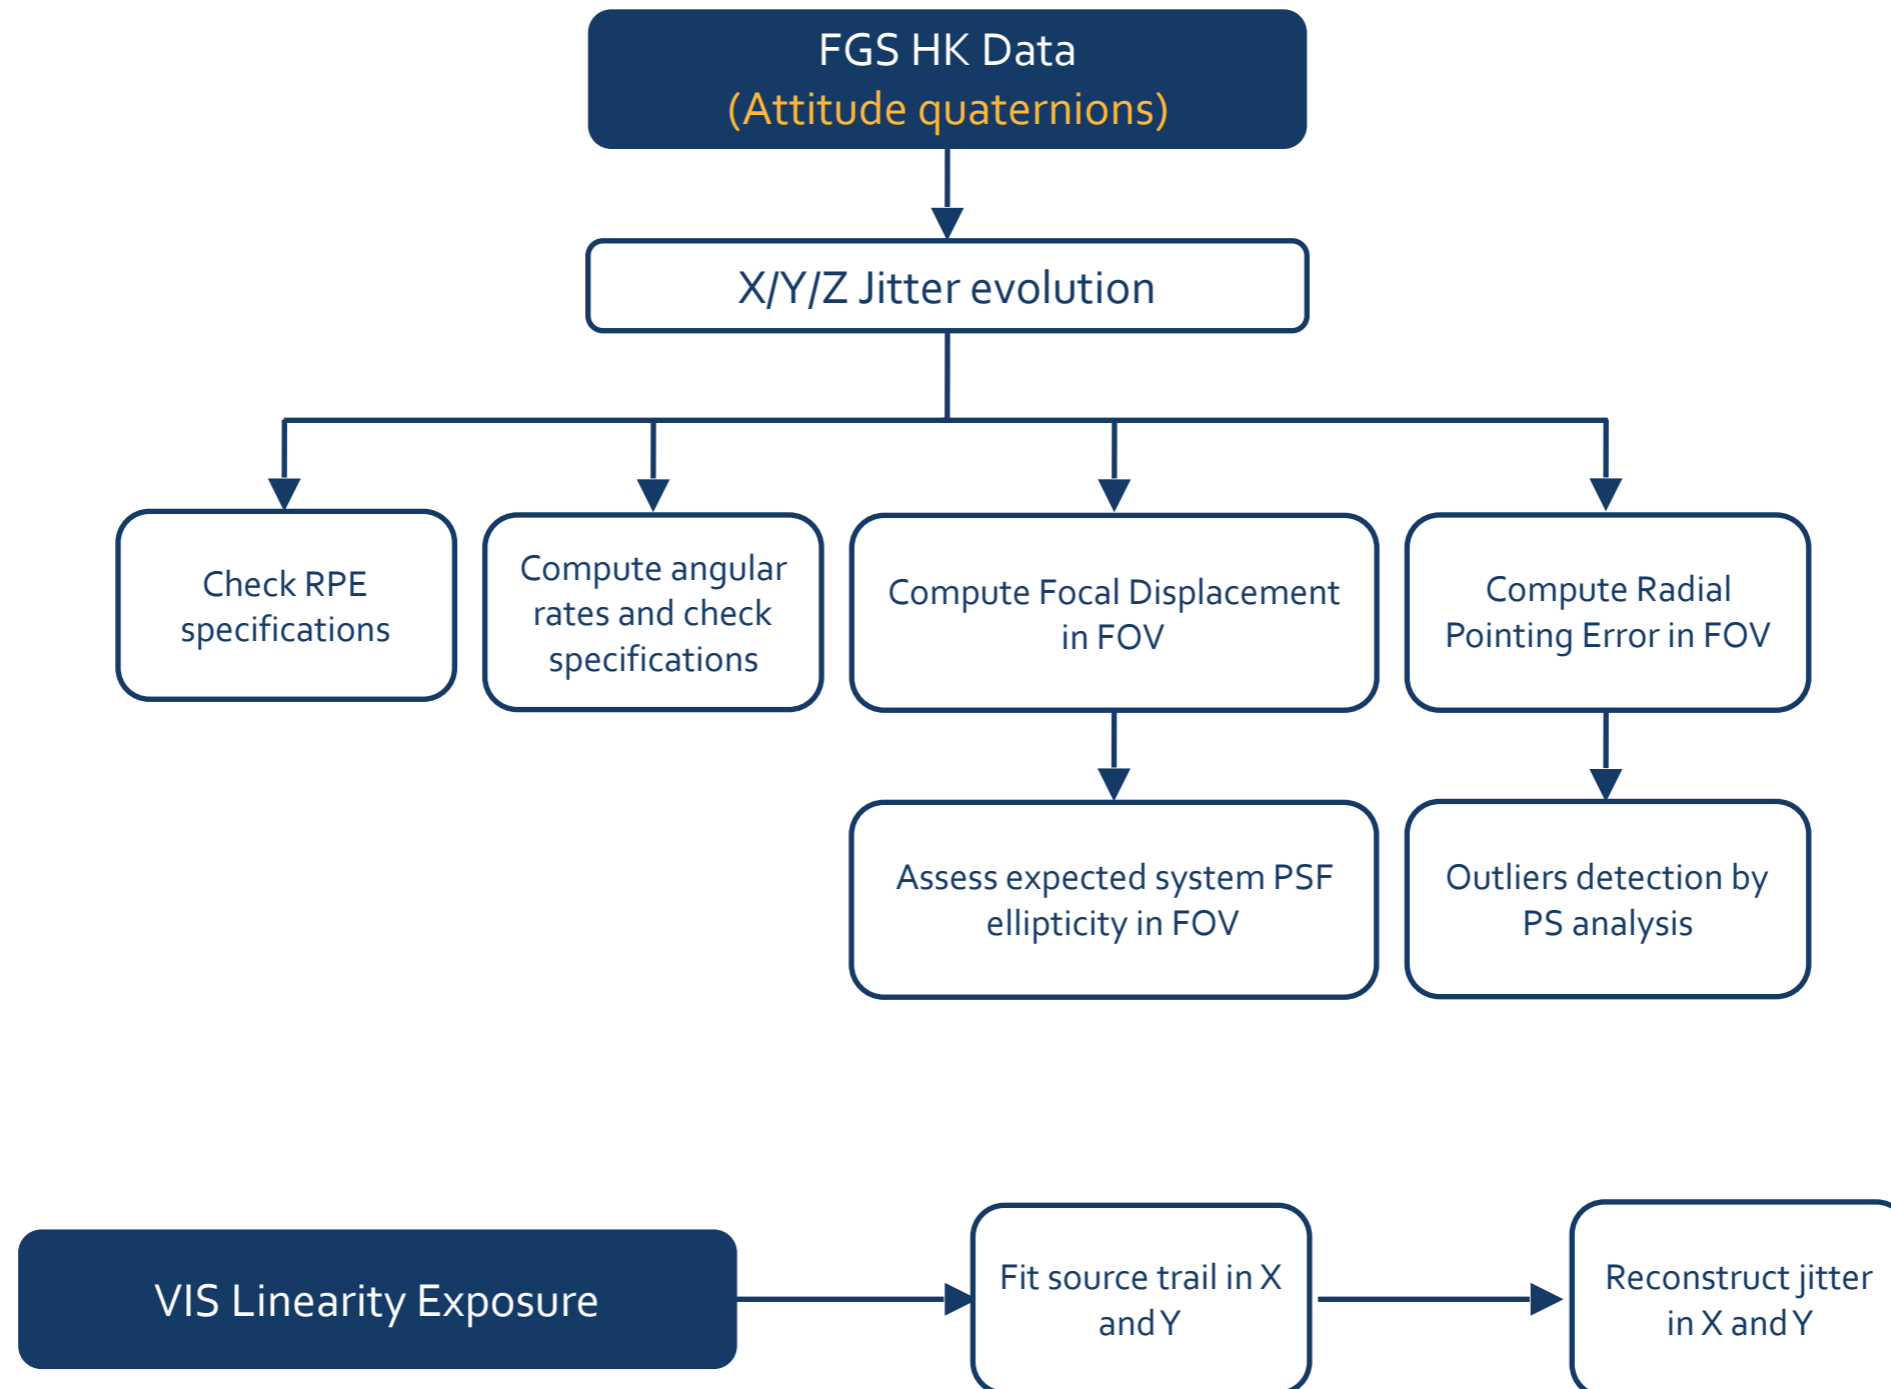 FGS HK Data
(Attitude quaternions)
X/Y/Z Jitter evolution
Check RPE
specifications
Compute angular
rates and check
specifications
Compute Focal Displacement
in FOV
Compute Radial
Pointing Error in FOV
Assess expected system PSF
ellipticity in FOV
Outliers detection by
PS analysis
VIS Linearity Exposure
Fit source trail in X
and Y
Reconstruct jitter
in X and Y